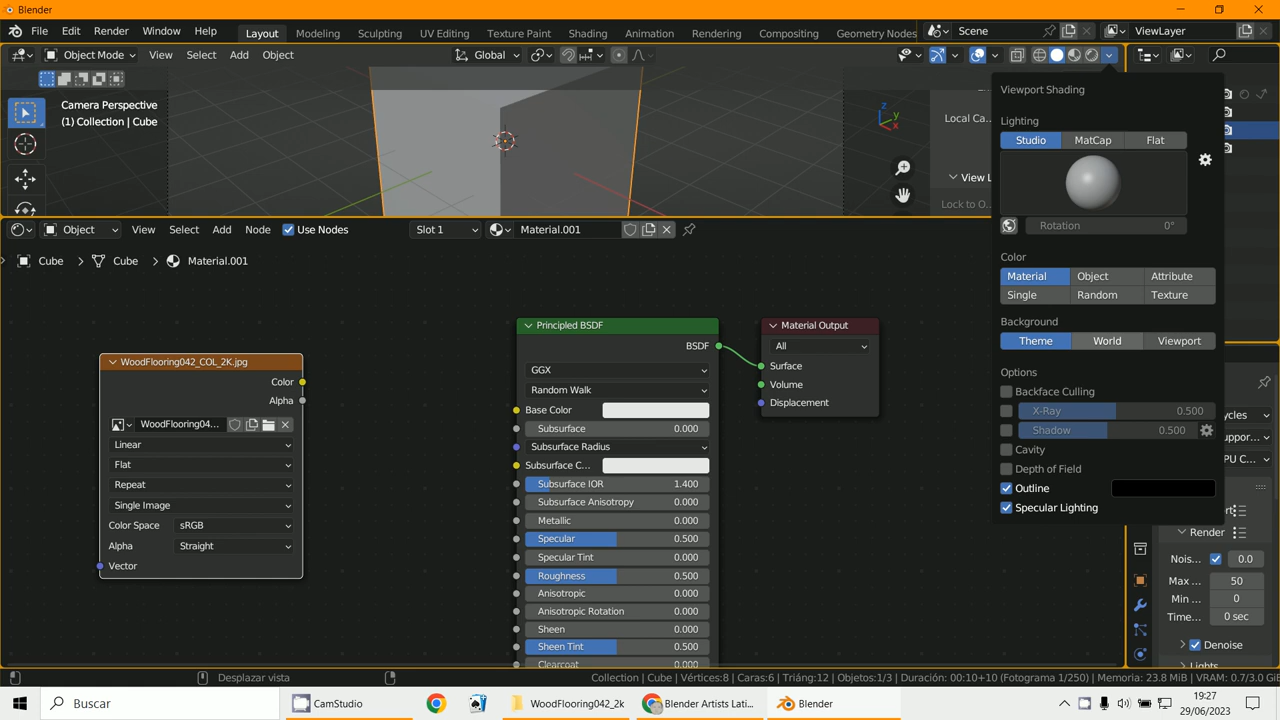 Blender
File Edit Render Window Help Layout Modeling Sculpting UV Editing Texture Paint Shading Animation Rendering Compositing Geometry Nodes Scene ViewLayer
Object Mode View Select Add Object Global
Camera Perspective
(1) Collection | Cube
Local Ca...
View L
Lock to O...
Viewport Shading
Lighting
Studio MatCap Flat
Rotation 0°
Color
Material Object Attribute
Single Random Texture
Background
Theme World Viewport
Options
Backface Culling
X-Ray 0.500
Shadow 0.500
Cavity
Depth of Field
Outline
Specular Lighting
Object View Select Add Node Use Nodes Slot 1 Material.001
Cube > Cube > Material.001
WoodFlooring042_COL_2K.jpg
Color
Alpha
WoodFlooring04...
Linear
Flat
Repeat
Single Image
Color Space sRGB
Alpha Straight
Vector
Principled BSDF
BSDF
GGX
Random Walk
Base Color
Subsurface 0.000
Subsurface Radius
Subsurface C...
Subsurface IOR 1.400
Subsurface Anisotropy 0.000
Metallic 0.000
Specular 0.500
Specular Tint 0.000
Roughness 0.500
Anisotropic 0.000
Anisotropic Rotation 0.000
Sheen 0.000
Sheen Tint 0.500
Clearcoat 0.000
Material Output
All
Surface
Volume
Displacement
Render
Nois... 0.0
Max ... 50
Min ... 0
Time... 0 sec
Denoise
Lights
Desplazar vista
Collection | Cube | Vértices:8 | Caras:6 | Triáng:12 | Objetos:1/3 | Duración: 00:10+10 (Fotograma 1/250) | Memoria: 23.8 MiB | VRAM: 0.7/3.0 Gi
Buscar CamStudio WoodFlooring042_2k Blender Artists Lati... Blender
19:27
29/06/2023